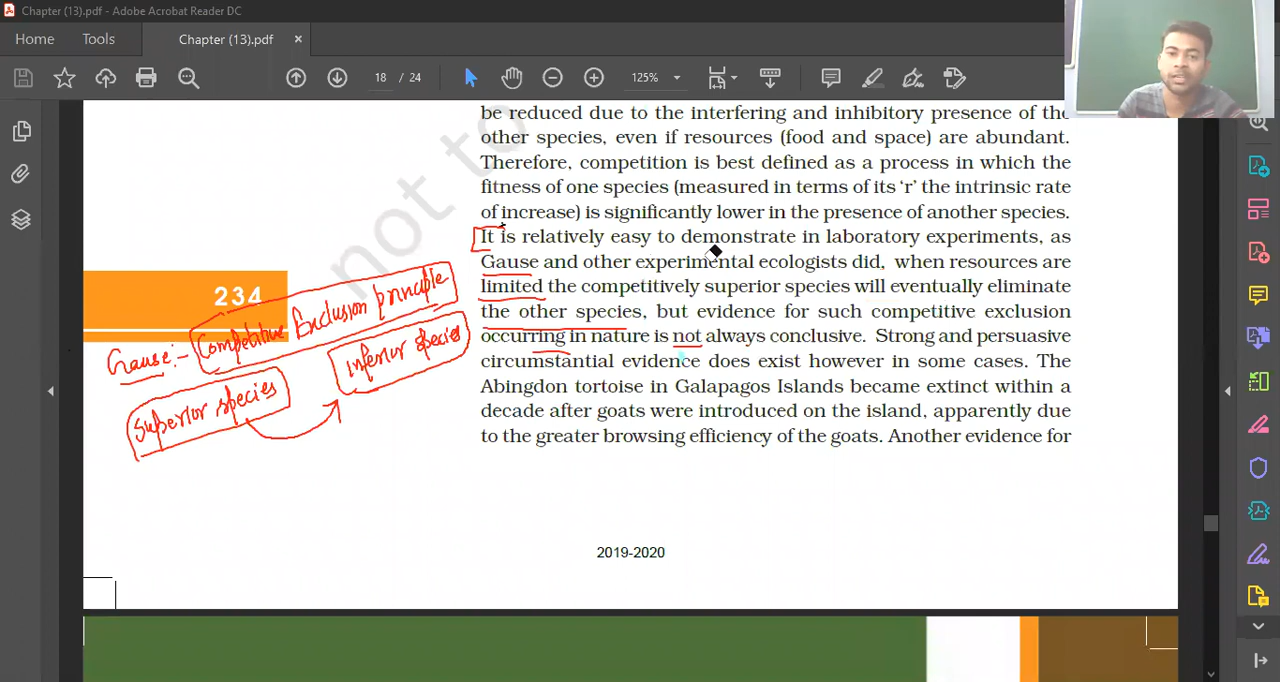 Chapter (13).pdf - Adobe Acrobat Reader DC
Home Tools Chapter (13).pdf ×
18 / 24 125%
be reduced due to the interfering and inhibitory presence of the
other species, even if resources (food and space) are abundant.
Therefore, competition is best defined as a process in which the
fitness of one species (measured in terms of its ‘r’ the intrinsic rate
of increase) is significantly lower in the presence of another species.
It is relatively easy to demonstrate in laboratory experiments, as
Gause and other experimental ecologists did, when resources are
limited the competitively superior species will eventually eliminate
the other species, but evidence for such competitive exclusion
occurring in nature is not always conclusive. Strong and persuasive
circumstantial evidence does exist however in some cases. The
Abingdon tortoise in Galapagos Islands became extinct within a
decade after goats were introduced on the island, apparently due
to the greater browsing efficiency of the goats. Another evidence for
not to
234
Gause:- Competitive Exclusion principle
Superior species
Inferior species
2019-2020